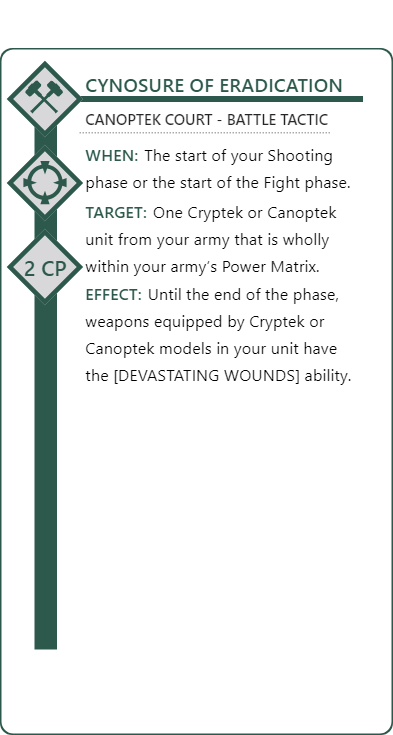 CYNOSURE OF ERADICATION
CANOPTEK COURT - BATTLE TACTIC
WHEN: The start of your Shooting
phase or the start of the Fight phase.
TARGET: One Cryptek or Canoptek
unit from your army that is wholly
within your army’s Power Matrix.
2 CP
EFFECT: Until the end of the phase,
weapons equipped by Cryptek or
Canoptek models in your unit have
the [DEVASTATING WOUNDS] ability.